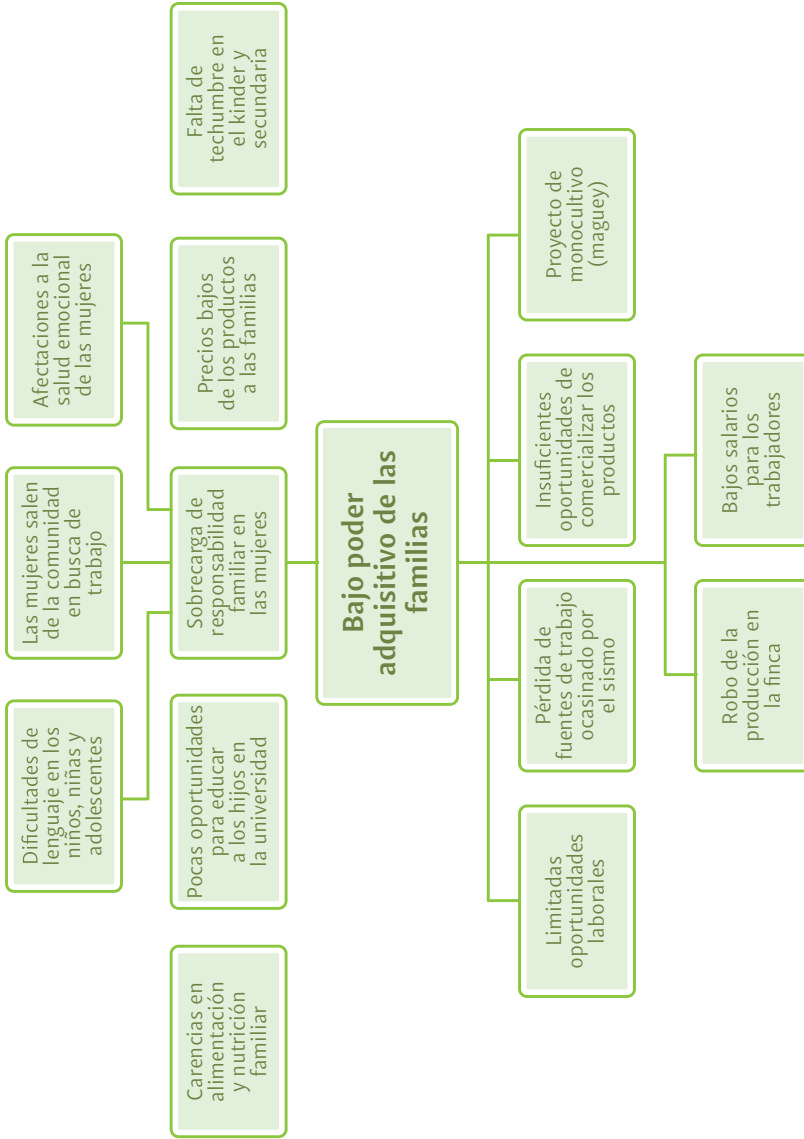 Dificultades de
lenguaje en los
niños, niñas y
adolescentes
Las mujeres salen
de la comunidad
en busca de
trabajo
Afectaciones a la
salud emocional
de las mujeres
Carencias en
alimentación
y nutrición
familiar
Pocas oportunidades
para educar
a los hijos en
la universidad
Sobrecarga de
responsabilidad
familiar en
las mujeres
Precios bajos
de los productos
a las familias
Falta de
techumbre en
el kinder y
secundaria
Bajo poder
adquisitivo de las
familias
Limitadas
oportunidades
laborales
Pérdida de
fuentes de trabajo
ocasinado por
el sismo
Insuficientes
oportunidades de
comercializar los
productos
Proyecto de
monocultivo
(maguey)
Robo de la
producción en
la finca
Bajos salarios
para los
trabajadores